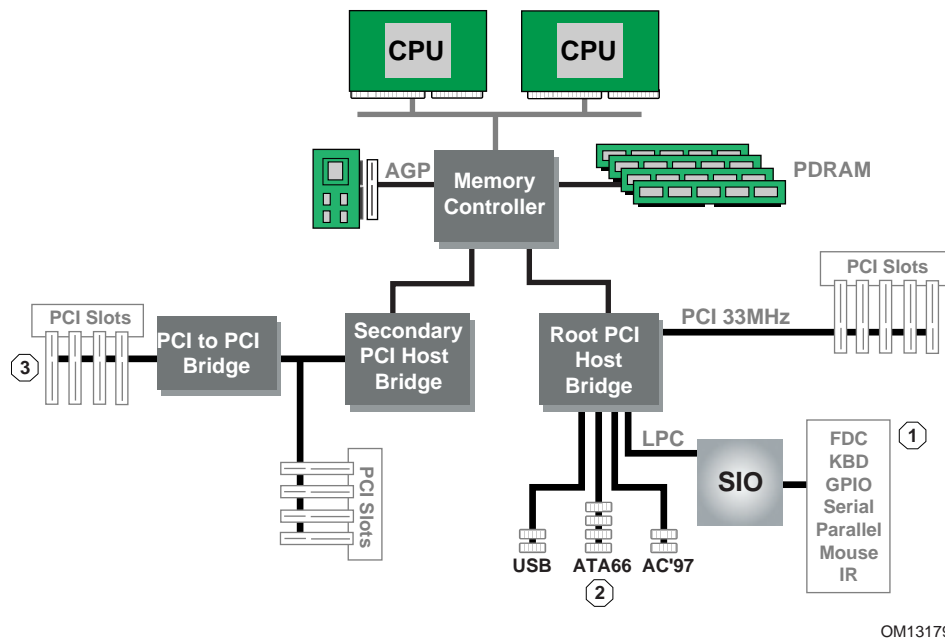 CPU
CPU
AGP
Memory
Controller
PDRAM
PCI Slots
PCI Slots
PCI to PCI
Bridge
Secondary
PCI Host
Bridge
Root PCI
Host
Bridge
PCI 33MHz
3
PCI Slots
LPC
SIO
1
FDC
KBD
GPIO
Serial
Parallel
Mouse
IR
USB
ATA66
AC'97
2
OM13179